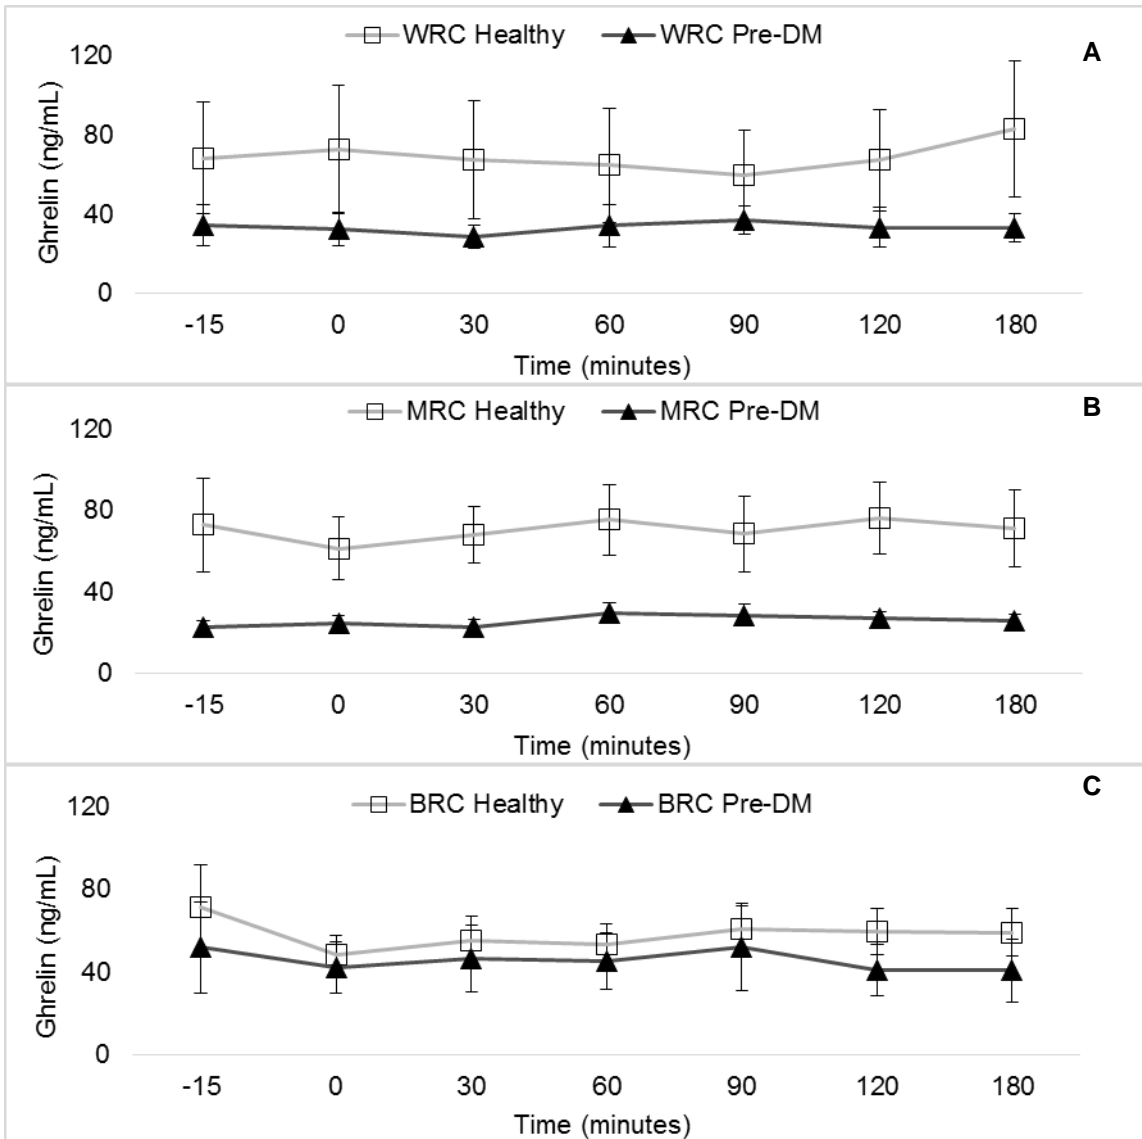 WRC Healthy WRC Pre-DM
A
120
80
40
0
Ghrelin (ng/mL)
-15 0 30 60 90 120 180
Time (minutes)
MRC Healthy MRC Pre-DM
B
120
80
40
0
Ghrelin (ng/mL)
-15 0 30 60 90 120 180
Time (minutes)
BRC Healthy BRC Pre-DM
C
120
80
40
0
Ghrelin (ng/mL)
-15 0 30 60 90 120 180
Time (minutes)